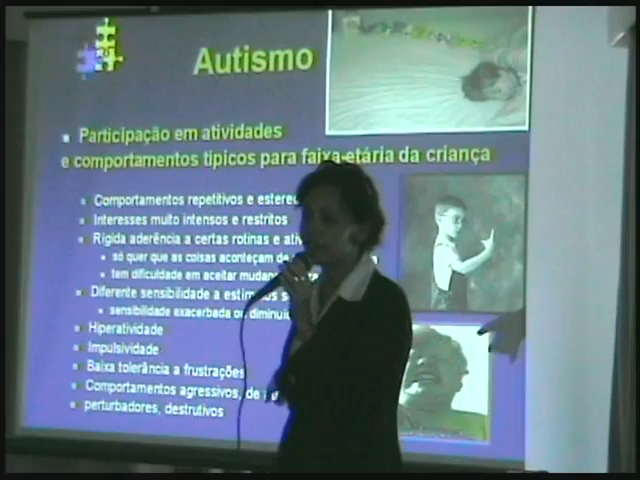 Autismo
Participação em atividades
e comportamentos típicos para faixa-etária da criança
Comportamentos repetitivos e estere
Interesses muito intensos e restritos
Rígida aderência a certas rotinas e ativ
só quer que as coisas aconteçam de
tem dificuldade em aceitar mudan
Diferente sensibilidade a estím os s
sensibilidade exacerbada ou diminuí
Hiperatividade
Impulsividade
Baixa tolerância a frustrações
Comportamentos agressivos, de
perturbadores, destrutivos